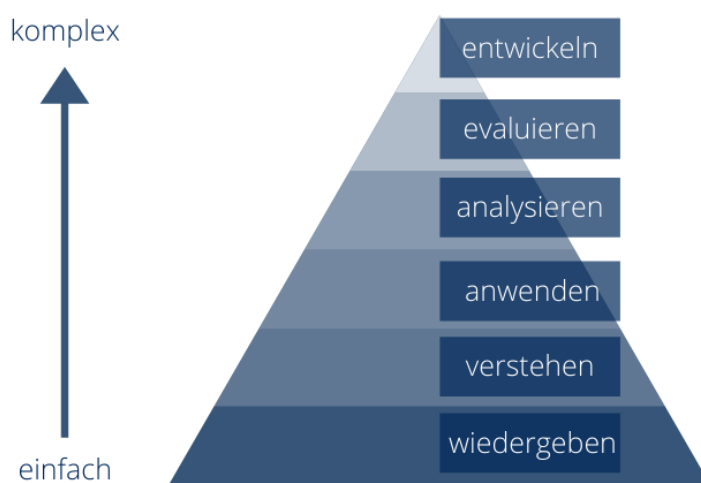 komplex
entwickeln
evaluieren
analysieren
anwenden
verstehen
wiedergeben
einfach